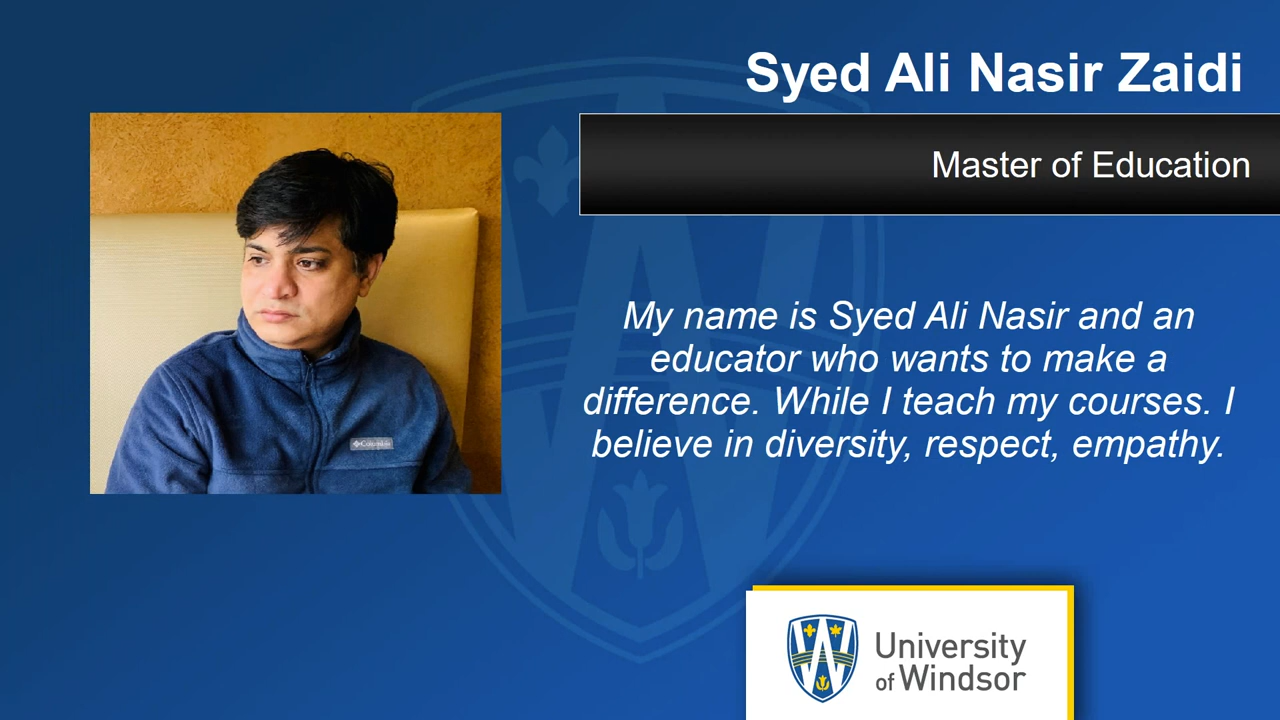 Syed Ali Nasir Zaidi
Master of Education
My name is Syed Ali Nasir and an
educator who wants to make a
difference. While I teach my courses. I
believe in diversity, respect, empathy.
Columbia
University
of Windsor